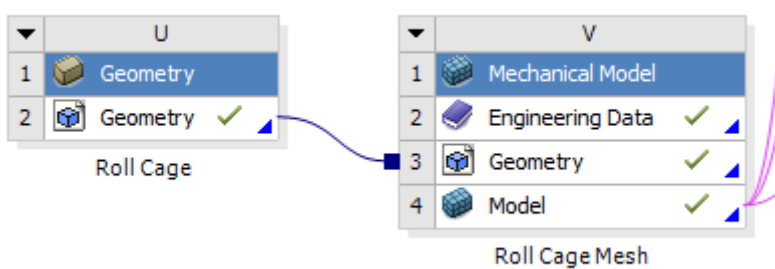 U
1 Geometry
2 Geometry
Roll Cage
V
1 Mechanical Model
2 Engineering Data
3 Geometry
4 Model
Roll Cage Mesh